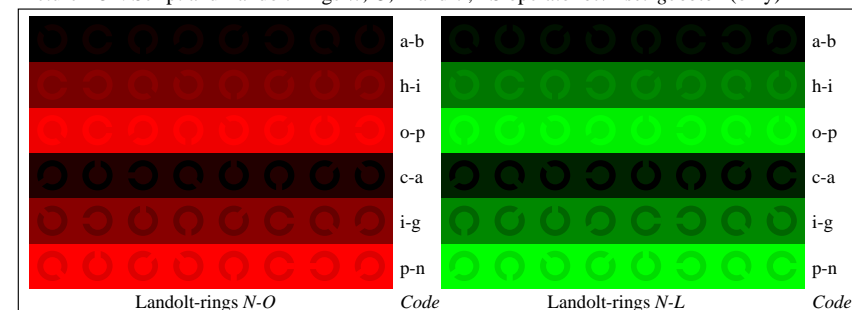 a-b a-b
h-i h-i
o-p o-p
c-a c-a
i-g i-g
p-n p-n
Landolt-rings N-O Code Landolt-rings N-L Code